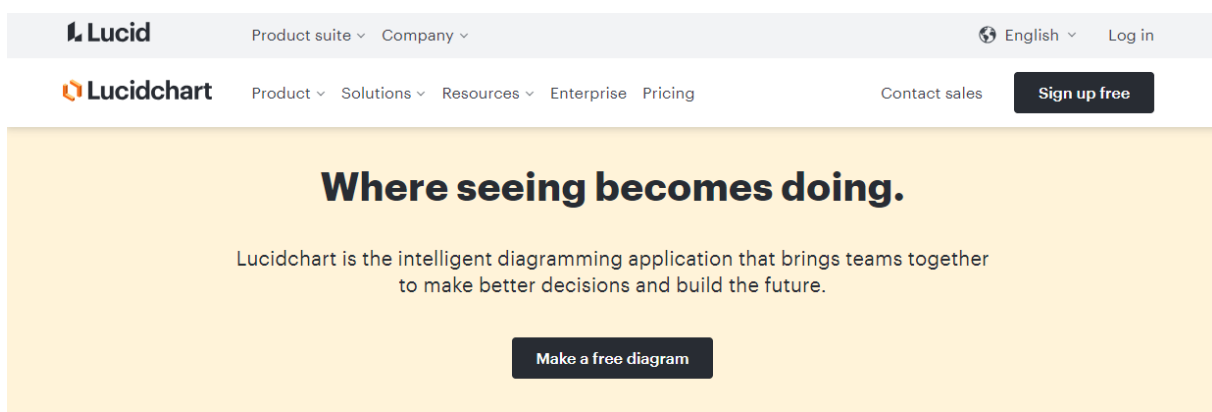 Lucid Product suite Company English Log in
Lucidchart Product Solutions Resources Enterprise Pricing Contact sales Sign up free
Where seeing becomes doing.
Lucidchart is the intelligent diagramming application that brings teams together
to make better decisions and build the future.
Make a free diagram